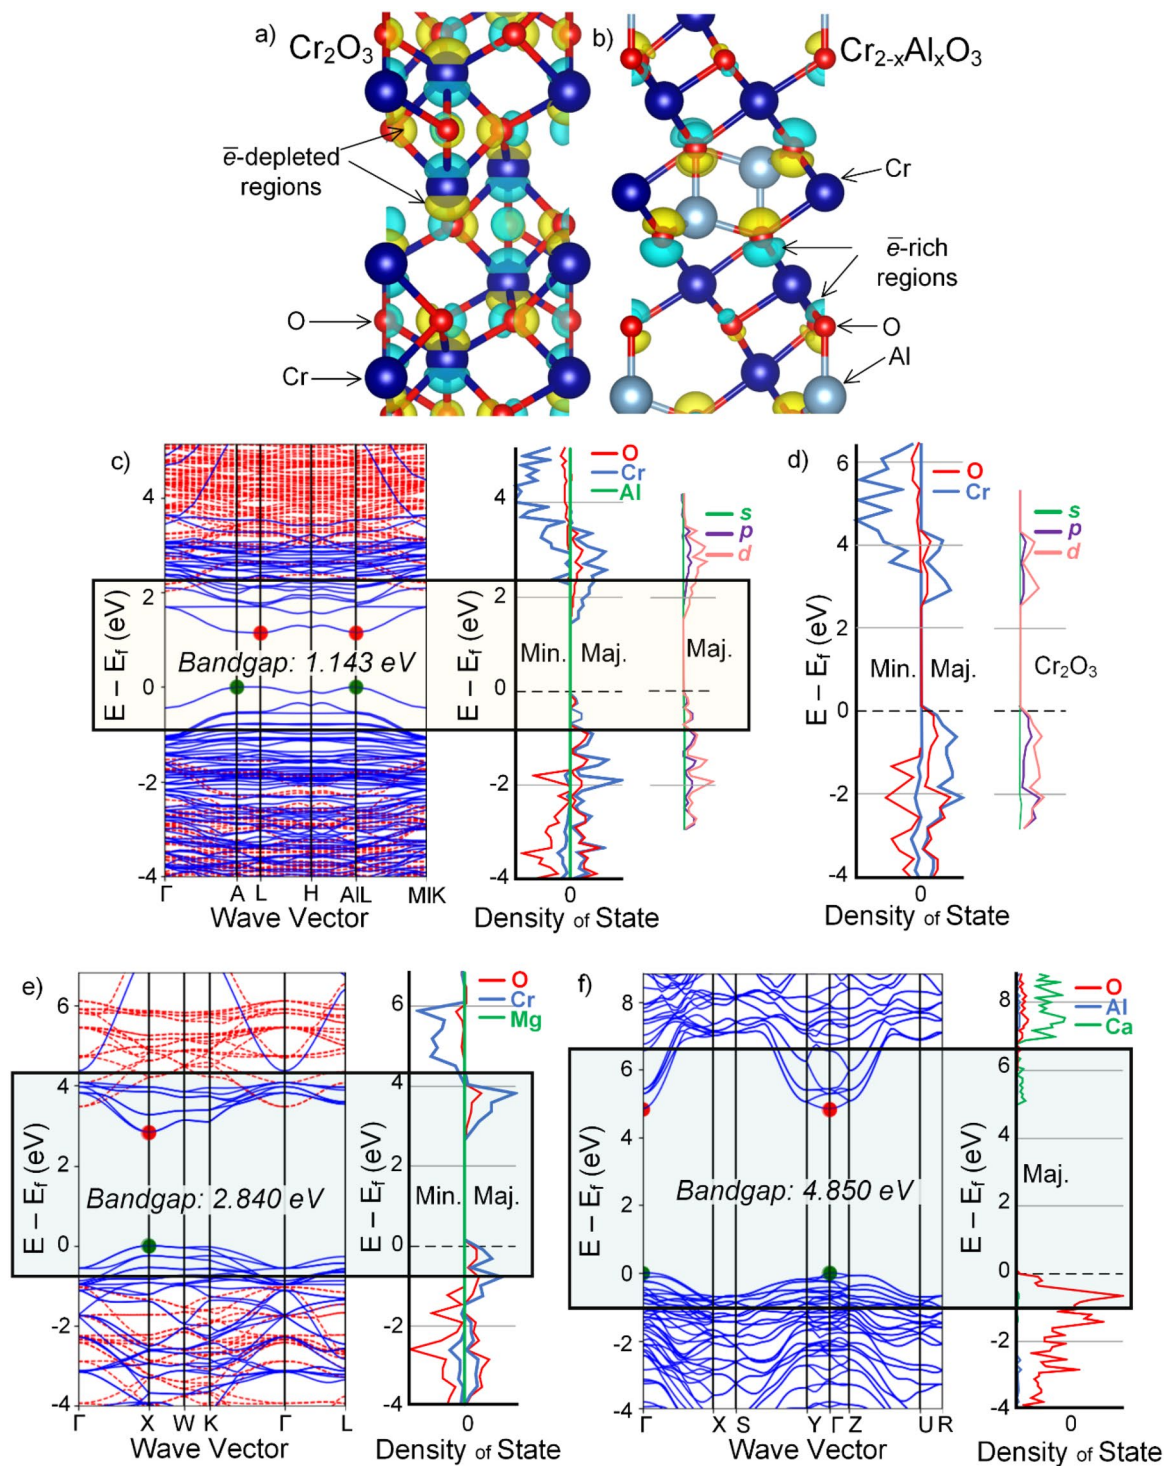 a)
Cr2O3
b)
Cr2-xAlxO3
e̅-depleted
regions
Cr
e̅-rich
regions
O
O
Al
Cr
c)
4
2
0
-2
-4
E – Ef (eV)
Bandgap: 1.143 eV
Γ A L H A|L M|K
Wave Vector
O
Cr
Al
4
2
0
-2
-4
E – Ef (eV)
Min.
Maj.
0
Density of State
s
p
d
Maj.
d)
6
4
2
0
-2
-4
E – Ef (eV)
O
Cr
Min.
Maj.
0
Density of State
s
p
d
Cr2O3
e)
6
4
2
0
-2
-4
E – Ef (eV)
Bandgap: 2.840 eV
Γ X W K Γ L
Wave Vector
O
Cr
Mg
6
4
2
0
-2
-4
E – Ef (eV)
Min.
Maj.
0
Density of State
f)
8
6
4
2
0
-2
-4
E – Ef (eV)
Bandgap: 4.850 eV
Γ X S Y Γ Z U R
Wave Vector
O
Al
Ca
8
6
4
2
0
-2
-4
E – Ef (eV)
Maj.
0
Density of State